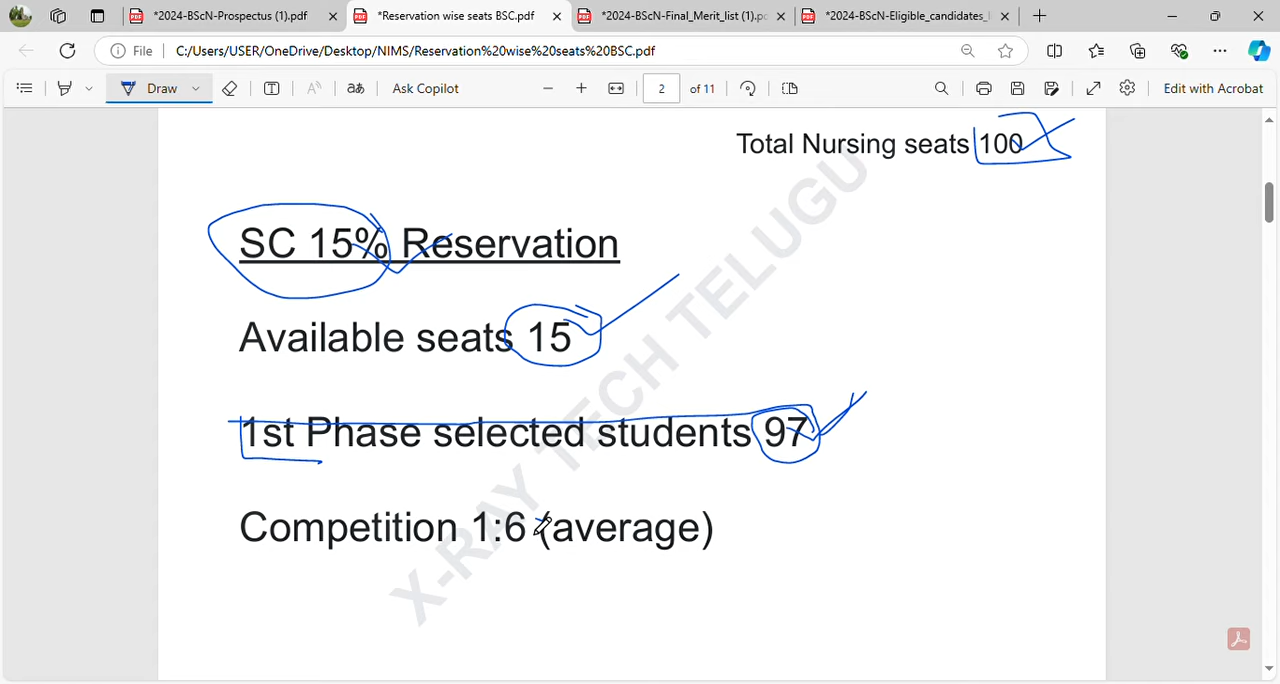 *2024-BScN-Prospectus (1).pdf
*Reservation wise seats BSC.pdf
*2024-BScN-Final_Merit_list (1).pd
*2024-BScN-Eligible_candidates_l
File
C:/Users/USER/OneDrive/Desktop/NIMS/Reservation%20wise%20seats%20BSC.pdf
Draw
Ask Copilot
2 of 11
Edit with Acrobat
Total Nursing seats 100
SC 15% Reservation
Available seats 15
1st Phase selected students 97
Competition 1:6 (average)
X-RAY TECH TELUGU